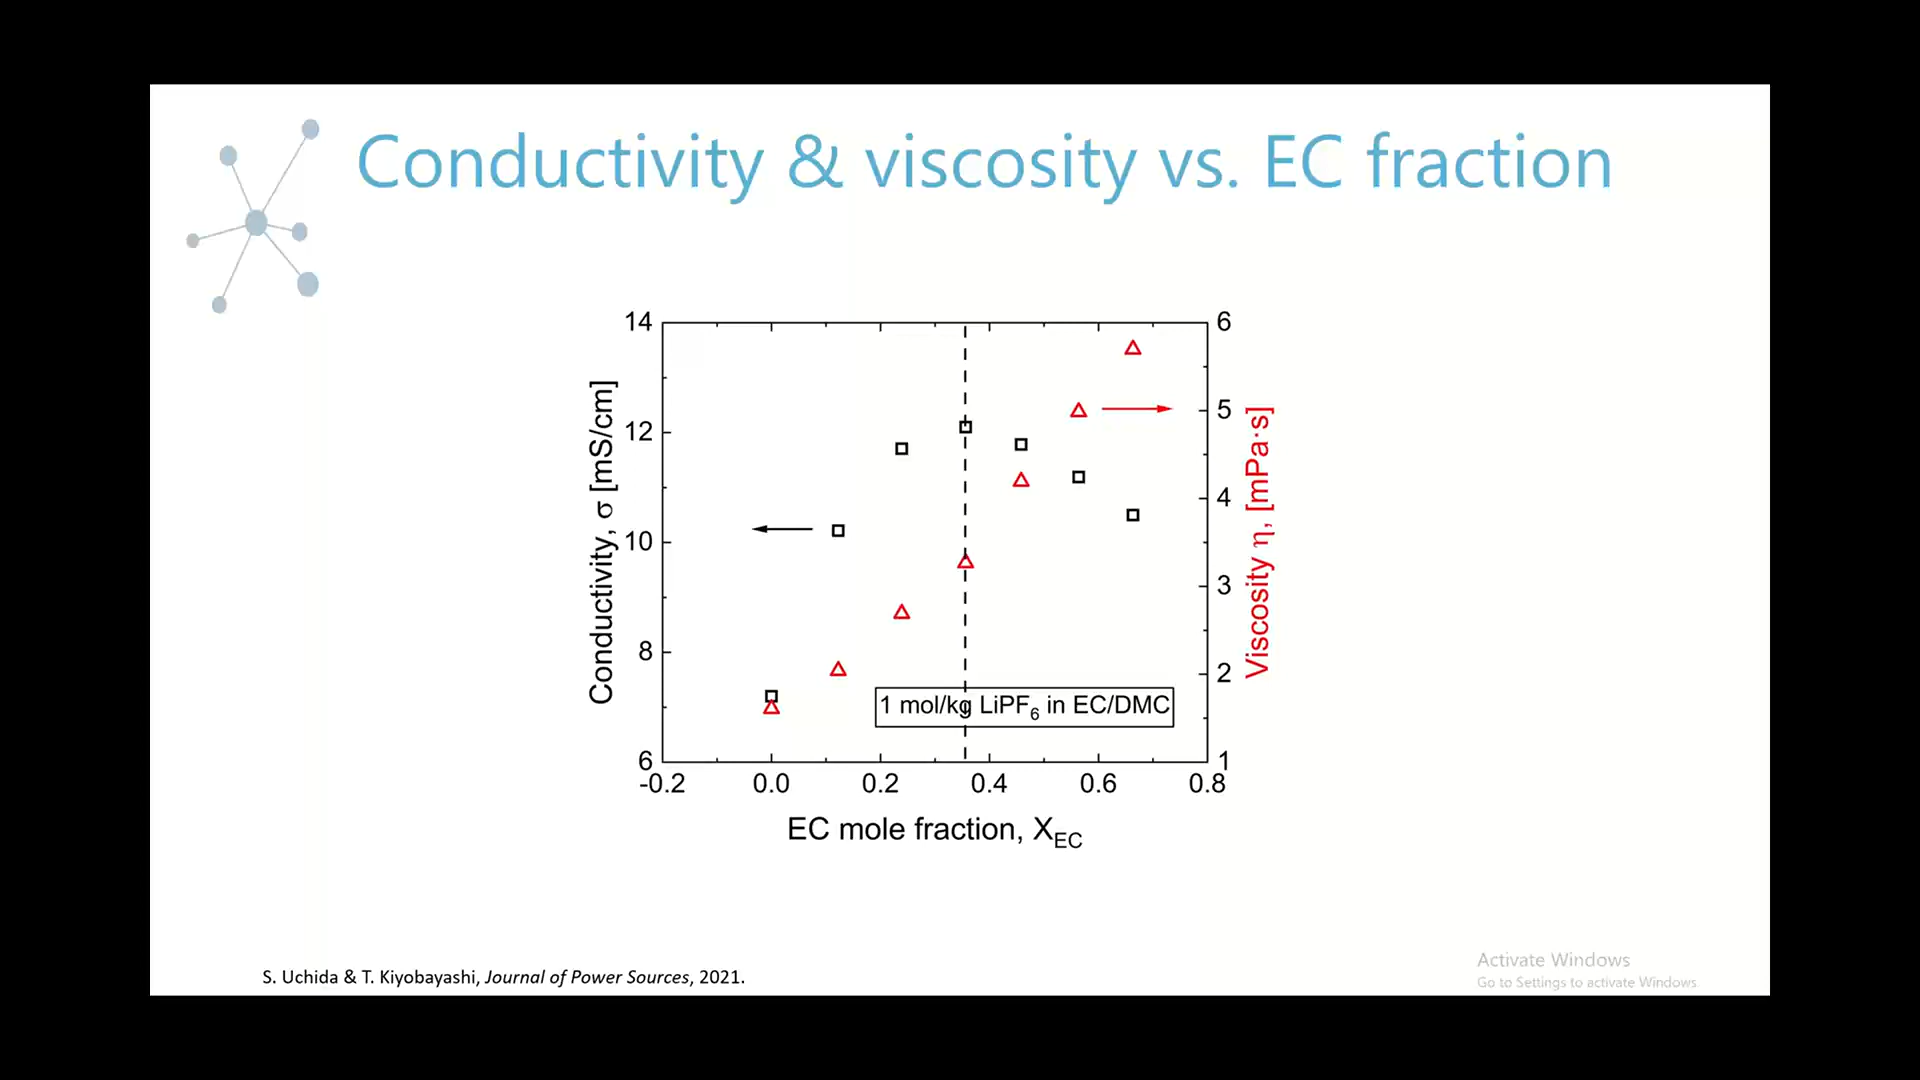 Conductivity & viscosity vs. EC fraction
14
12
10
8
6
Conductivity, σ [mS/cm]
6
5
4
3
2
1
Viscosity η, [mPa·s]
1 mol/kg LiPF6 in EC/DMC
-0.2 0.0 0.2 0.4 0.6 0.8
EC mole fraction, XEC
S. Uchida & T. Kiyobayashi, Journal of Power Sources, 2021.
Activate Windows
Go to Settings to activate Windows.